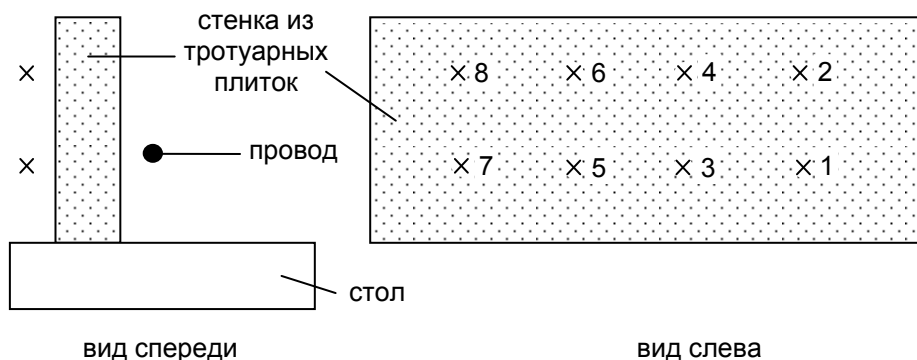 стенка из
тротуарных
плиток
× 8 × 6 × 4 × 2
провод
× 7 × 5 × 3 × 1
стол
вид спереди
вид слева